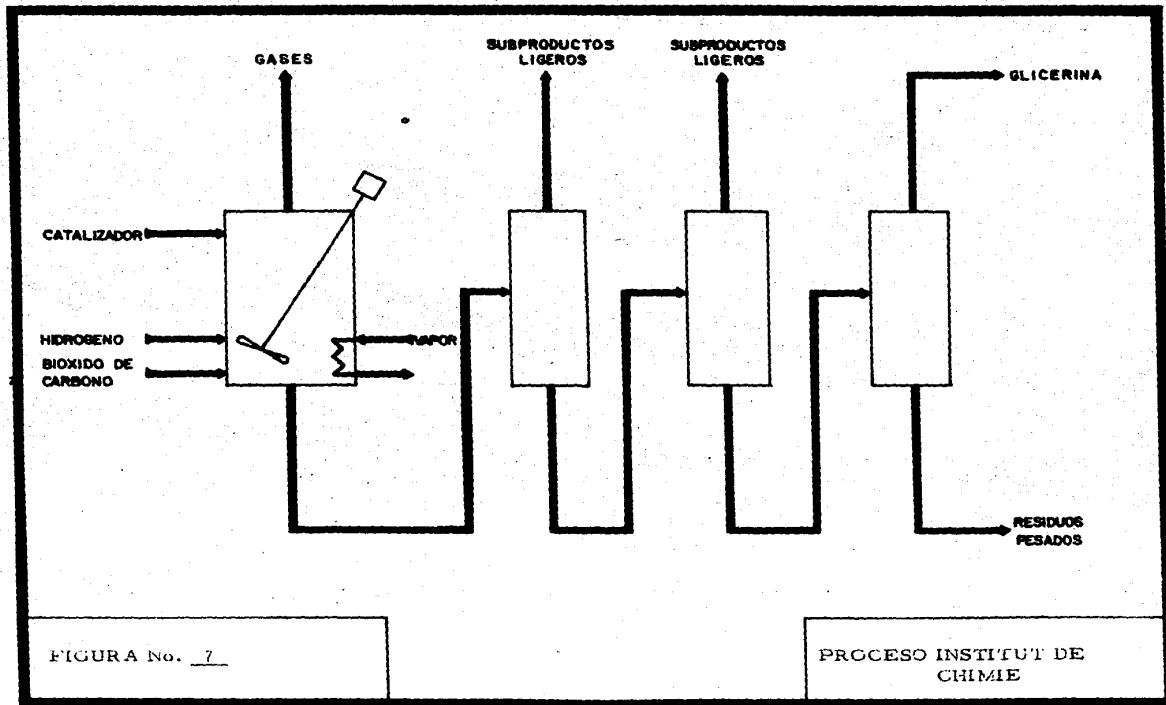 GASES
SUBPRODUCTOS
LIGEROS
SUBPRODUCTOS
LIGEROS
GLICERINA
CATALIZADOR
HIDROGENO
BIOXIDO DE
CARBONO
VAPOR
RESIDUOS
PESADOS
FIGURA No. 7
PROCESO INSTITUT DE
CHIMIE